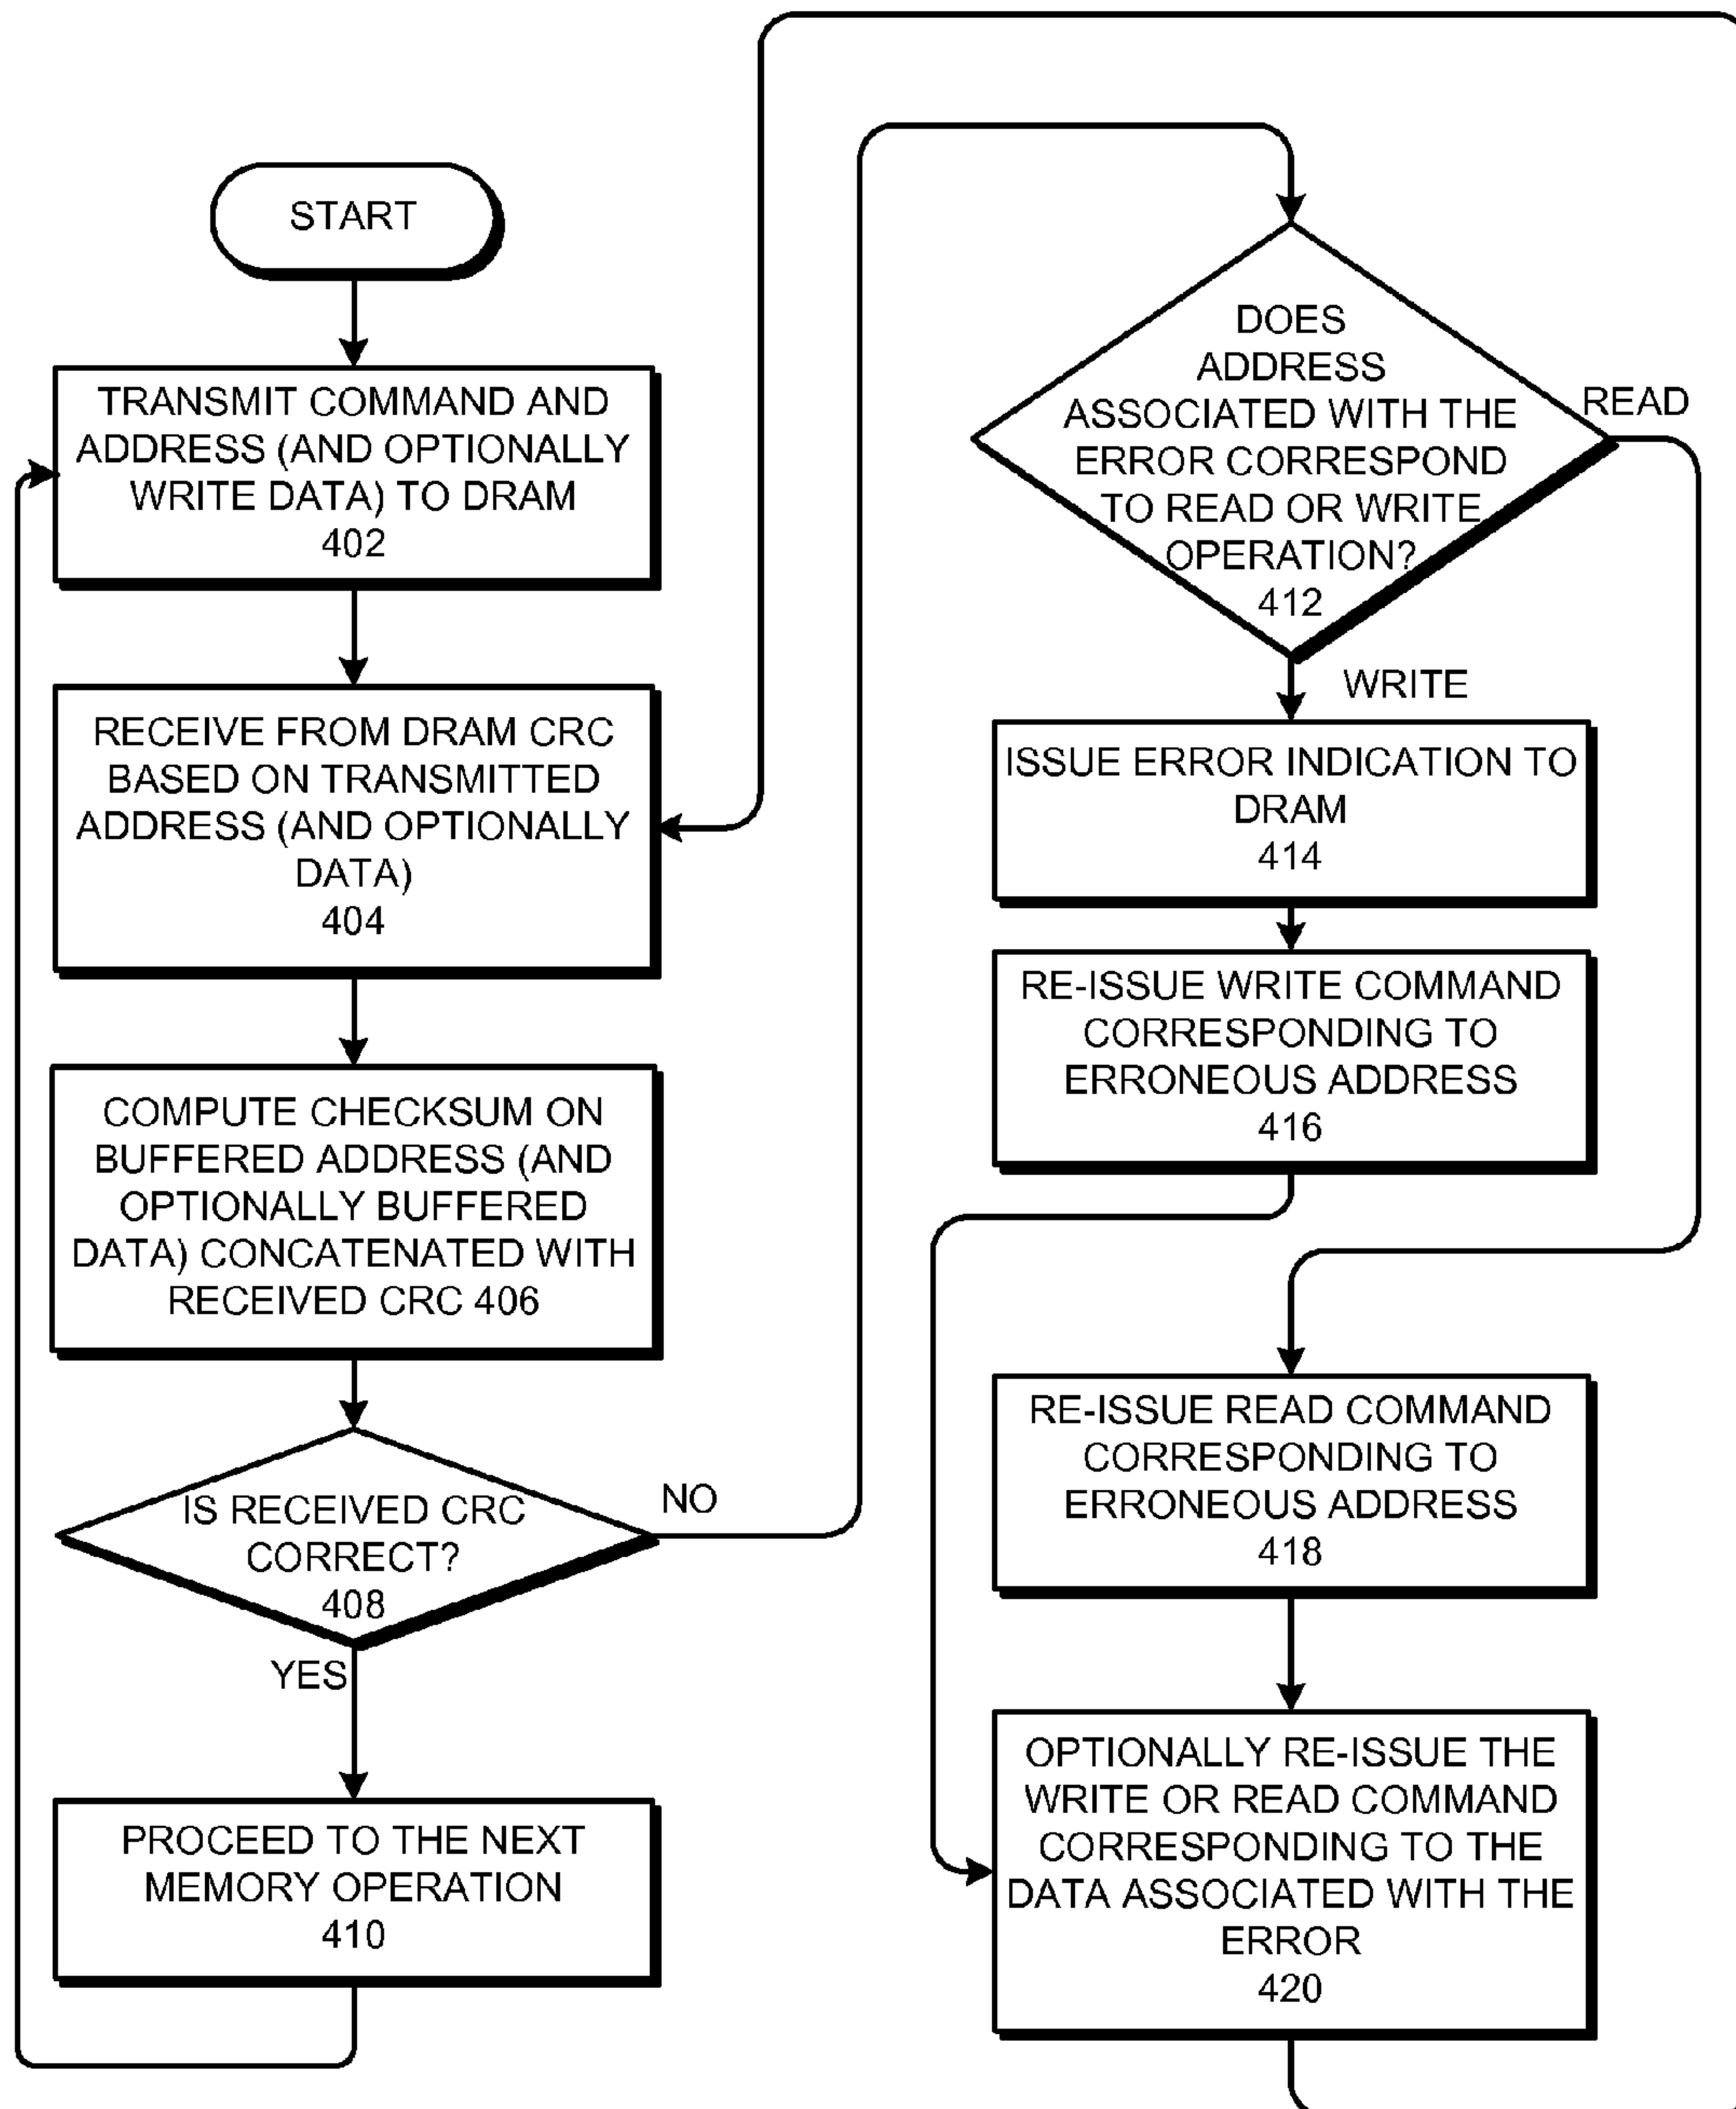 START
TRANSMIT COMMAND AND
ADDRESS (AND OPTIONALLY
WRITE DATA) TO DRAM
402
RECEIVE FROM DRAM CRC
BASED ON TRANSMITTED
ADDRESS (AND OPTIONALLY
DATA)
404
COMPUTE CHECKSUM ON
BUFFERED ADDRESS (AND
OPTIONALLY BUFFERED
DATA) CONCATENATED WITH
RECEIVED CRC 406
IS RECEIVED CRC
CORRECT?
408
NO
YES
PROCEED TO THE NEXT
MEMORY OPERATION
410
DOES
ADDRESS
ASSOCIATED WITH THE
ERROR CORRESPOND
TO READ OR WRITE
OPERATION?
412
READ
WRITE
ISSUE ERROR INDICATION TO
DRAM
414
RE-ISSUE WRITE COMMAND
CORRESPONDING TO
ERRONEOUS ADDRESS
416
RE-ISSUE READ COMMAND
CORRESPONDING TO
ERRONEOUS ADDRESS
418
OPTIONALLY RE-ISSUE THE
WRITE OR READ COMMAND
CORRESPONDING TO THE
DATA ASSOCIATED WITH THE
ERROR
420